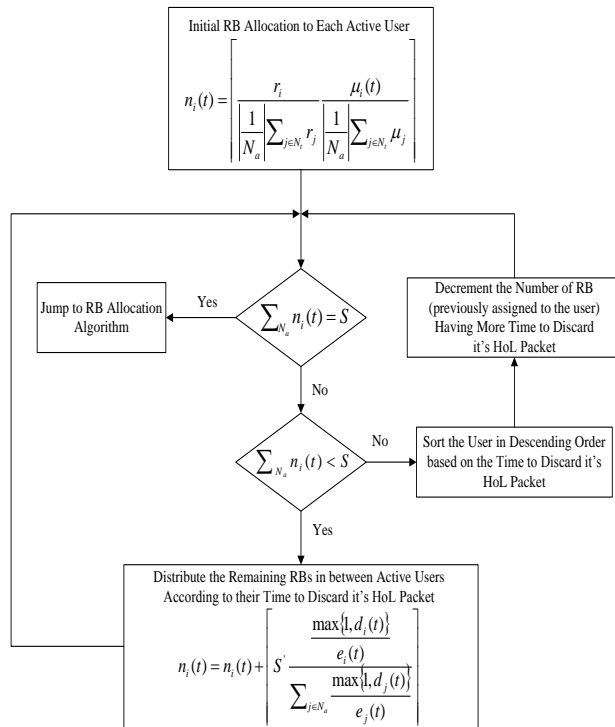 Initial RB Allocation to Each Active User
n_i(t) = ⌈ r_i / (|1/N_a| ∑_{j∈N_t} r_j) μ_i(t) / (|1/N_a| ∑_{j∈N_t} μ_j) ⌉
∑_{N_a} n_i(t) = S
Yes
Jump to RB Allocation
Algorithm
No
∑_{N_a} n_i(t) < S
No
Sort the User in Descending Order
based on the Time to Discard it's
HoL Packet
Decrement the Number of RB
(previously assigned to the user)
Having More Time to Discard
it's HoL Packet
Yes
Distribute the Remaining RBs in between Active Users
According to their Time to Discard it's HoL Packet
n_i(t) = n_i(t) + ⌈ S' (max{1, d_i(t)} / e_i(t)) / (∑_{j∈N_a} max{1, d_j(t)} / e_j(t)) ⌉